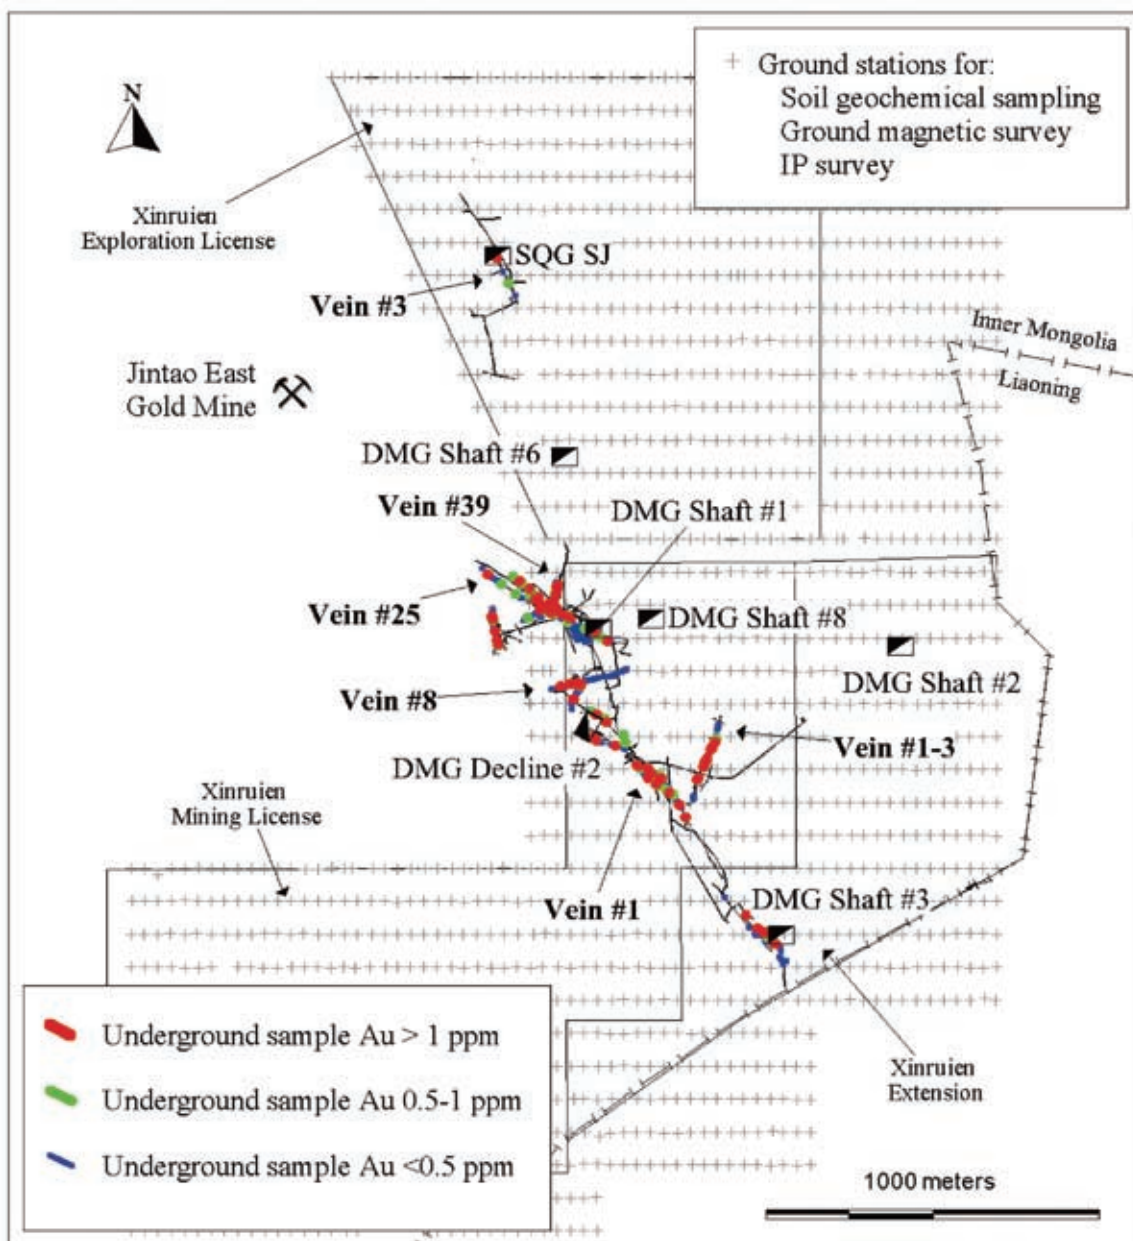 Ground stations for:
Soil geochemical sampling
Ground magnetic survey
IP survey
N
Xinruien
Exploration License
SQG SJ
Vein #3
Inner Mongolia
Liaoning
Jintao East
Gold Mine
DMG Shaft #6
Vein #39
DMG Shaft #1
Vein #25
DMG Shaft #8
DMG Shaft #2
Vein #8
Vein #1-3
DMG Decline #2
Xinruien
Mining License
Vein #1
DMG Shaft #3
Xinruien
Extension
Underground sample Au > 1 ppm
Underground sample Au 0.5-1 ppm
Underground sample Au <0.5 ppm
1000 meters